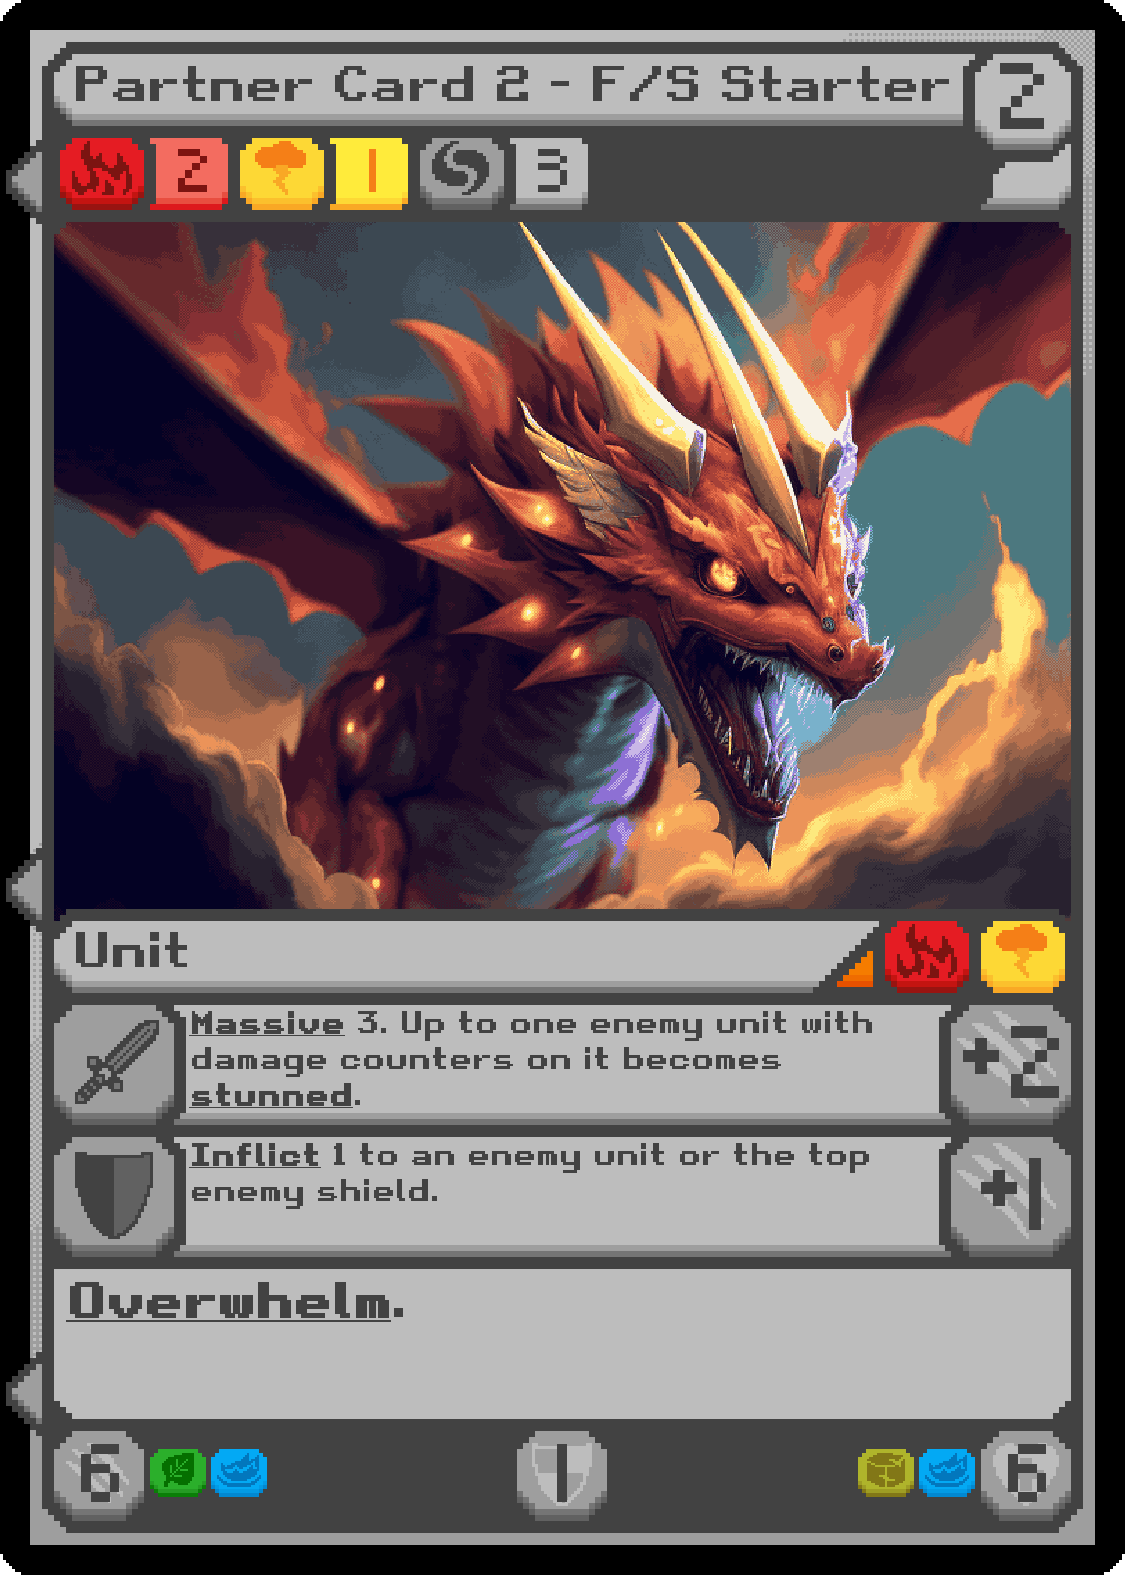 Partner Card 2 - F/S Starter
2
2 1 3
Unit
Massive 3. Up to one enemy unit with
damage counters on it becomes
stunned.
+2
Inflict 1 to an enemy unit or the top
enemy shield.
+1
Overwhelm.
6 1 6